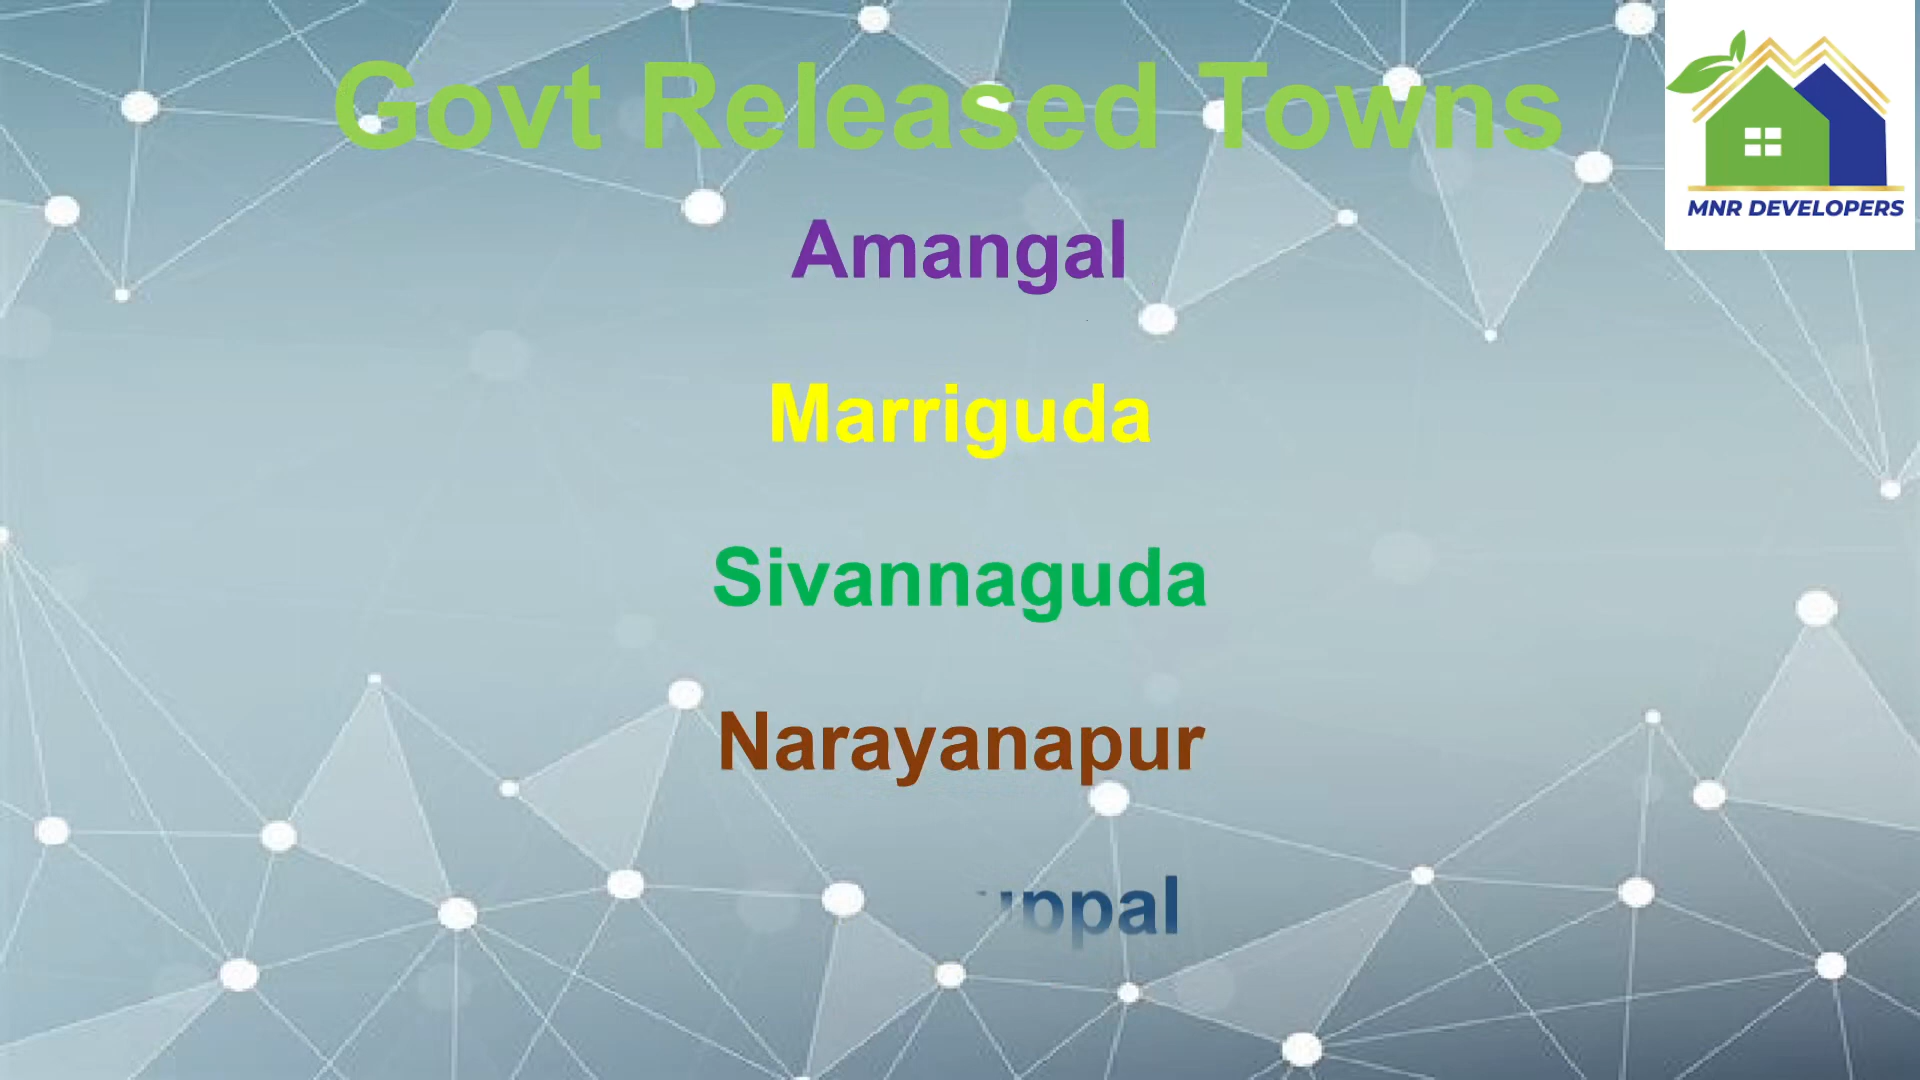 Govt Released Towns
MNR DEVELOPERS
Amangal
Marriguda
Sivannaguda
Narayanapur